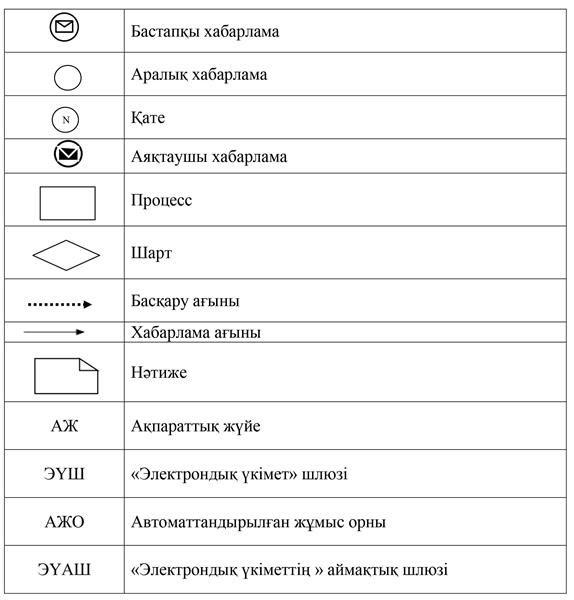 Бастапқы хабарлама
Аралық хабарлама
N Қате
Аяқтаушы хабарлама
Процесс
Шарт
Басқару ағыны
Хабарлама ағыны
Нәтиже
АЖ Ақпараттық жүйе
ЭҮШ «Электрондық үкімет» шлюзі
АЖО Автоматтандырылған жұмыс орны
ЭҮАШ «Электрондық үкіметтің » аймақтық шлюзі